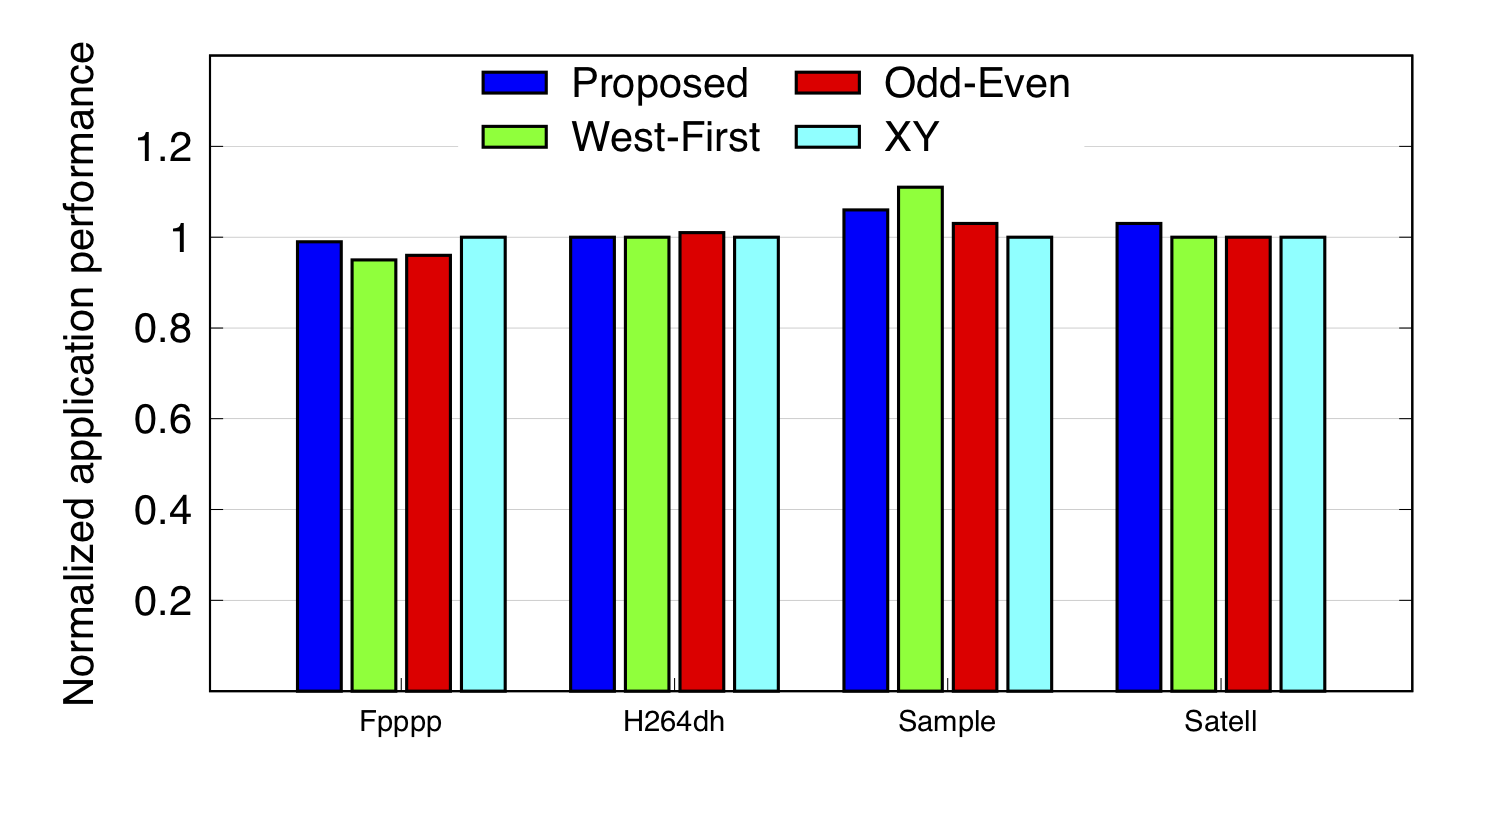 Normalized application performance
Proposed
Odd-Even
West-First
XY
1.2
1
0.8
0.6
0.4
0.2
Fpppp
H264dh
Sample
Satell